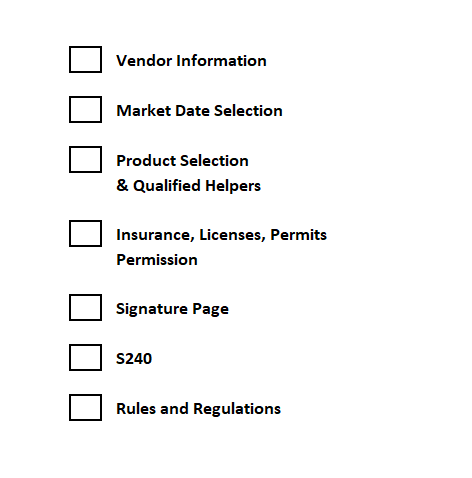 Vendor Information
Market Date Selection
Product Selection
& Qualified Helpers
Insurance, Licenses, Permits
Permission
Signature Page
S240
Rules and Regulations